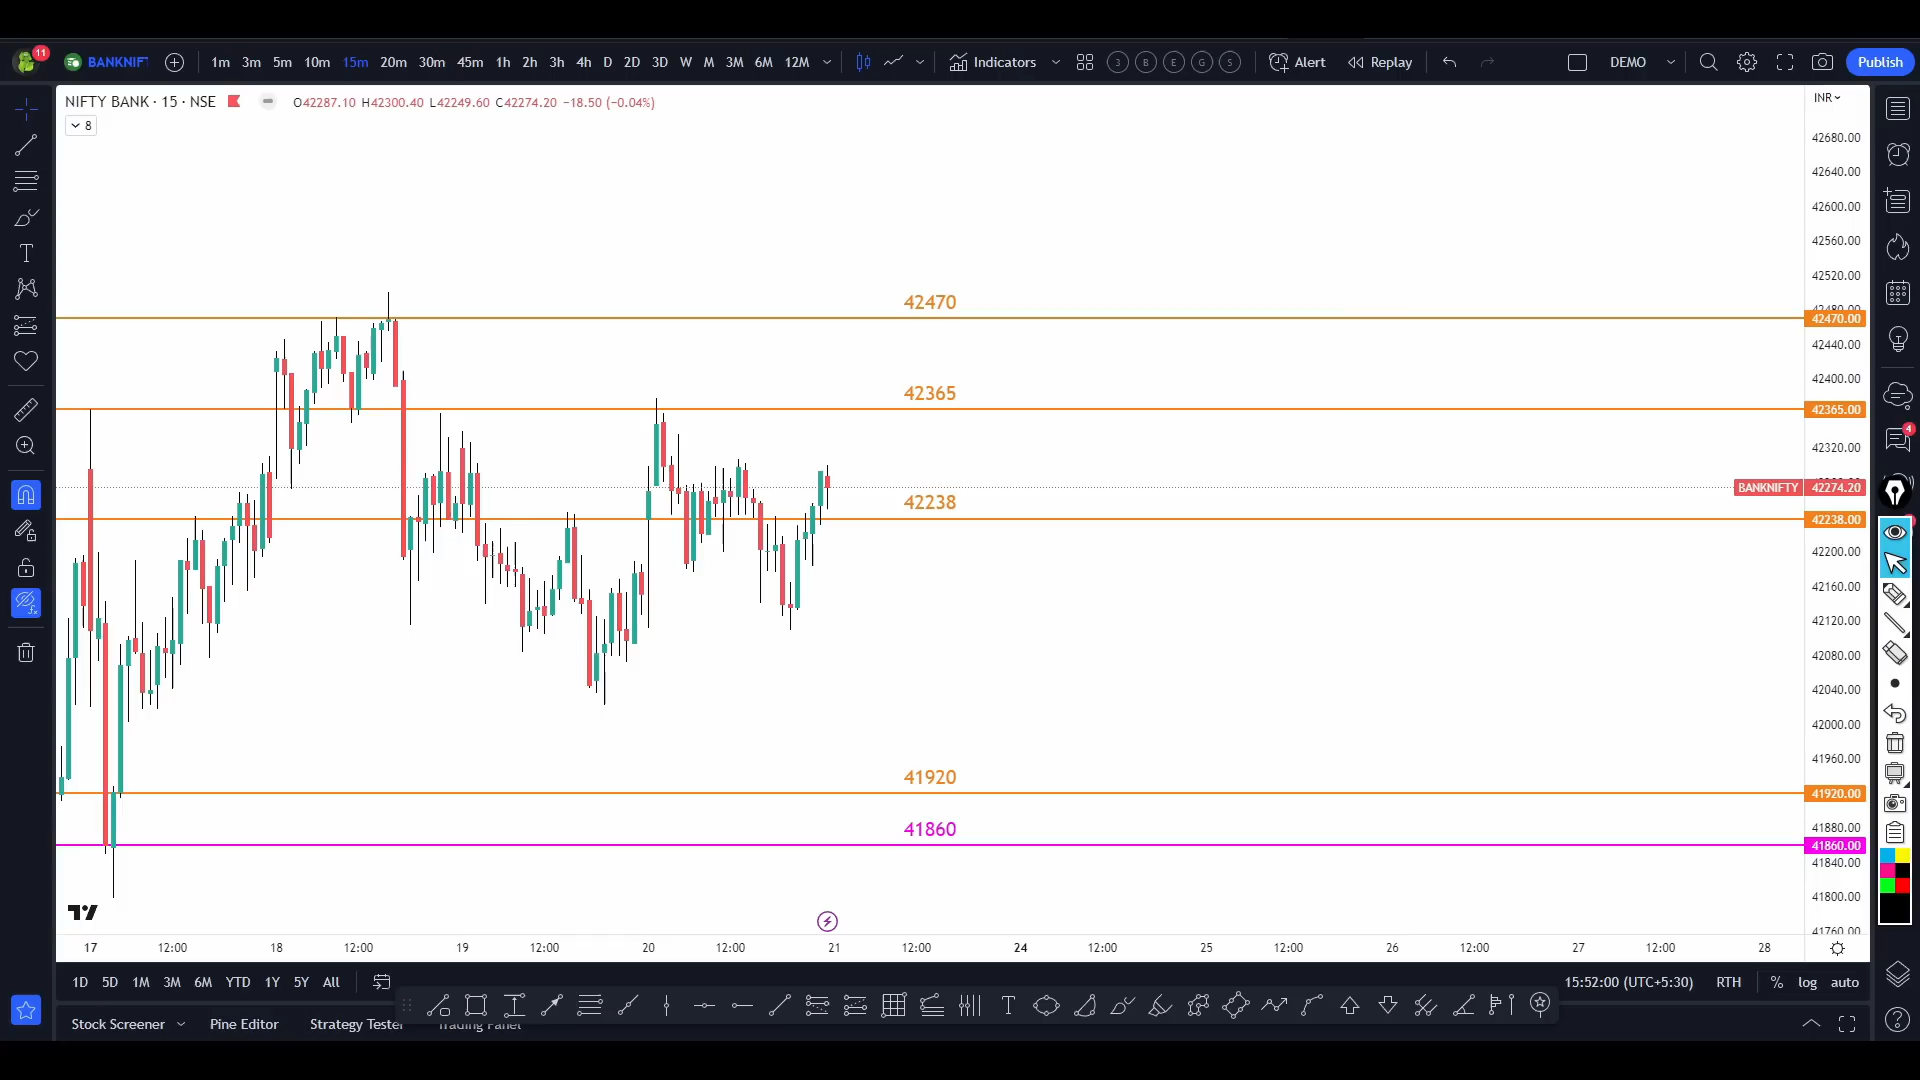 11
BANKNIF
1m 3m 5m 10m 15m 20m 30m 45m 1h 2h 3h 4h D 2D 3D W M 3M 6M 12M
Indicators
3 B E G S
Alert
Replay
DEMO
Publish
NIFTY BANK · 15 · NSE
O42287.10 H42300.40 L42249.60 C42274.20 −18.50 (−0.04%)
8
INR
42680.00
42640.00
42600.00
42560.00
42520.00
42470
42470.00
42440.00
42400.00
42365
42365.00
42320.00
BANKNIFTY 42274.20
42238
42238.00
42200.00
42160.00
42120.00
42080.00
42040.00
42000.00
41960.00
41920
41920.00
41880.00
41860
41860.00
41840.00
41800.00
41760.00
4
17 12:00 18 12:00 19 12:00 20 12:00 21 12:00 24 12:00 25 12:00 26 12:00 27 12:00 28
1D 5D 1M 3M 6M YTD 1Y 5Y All
15:52:00 (UTC+5:30) RTH % log auto
Stock Screener Pine Editor Strategy Tester Trading Panel